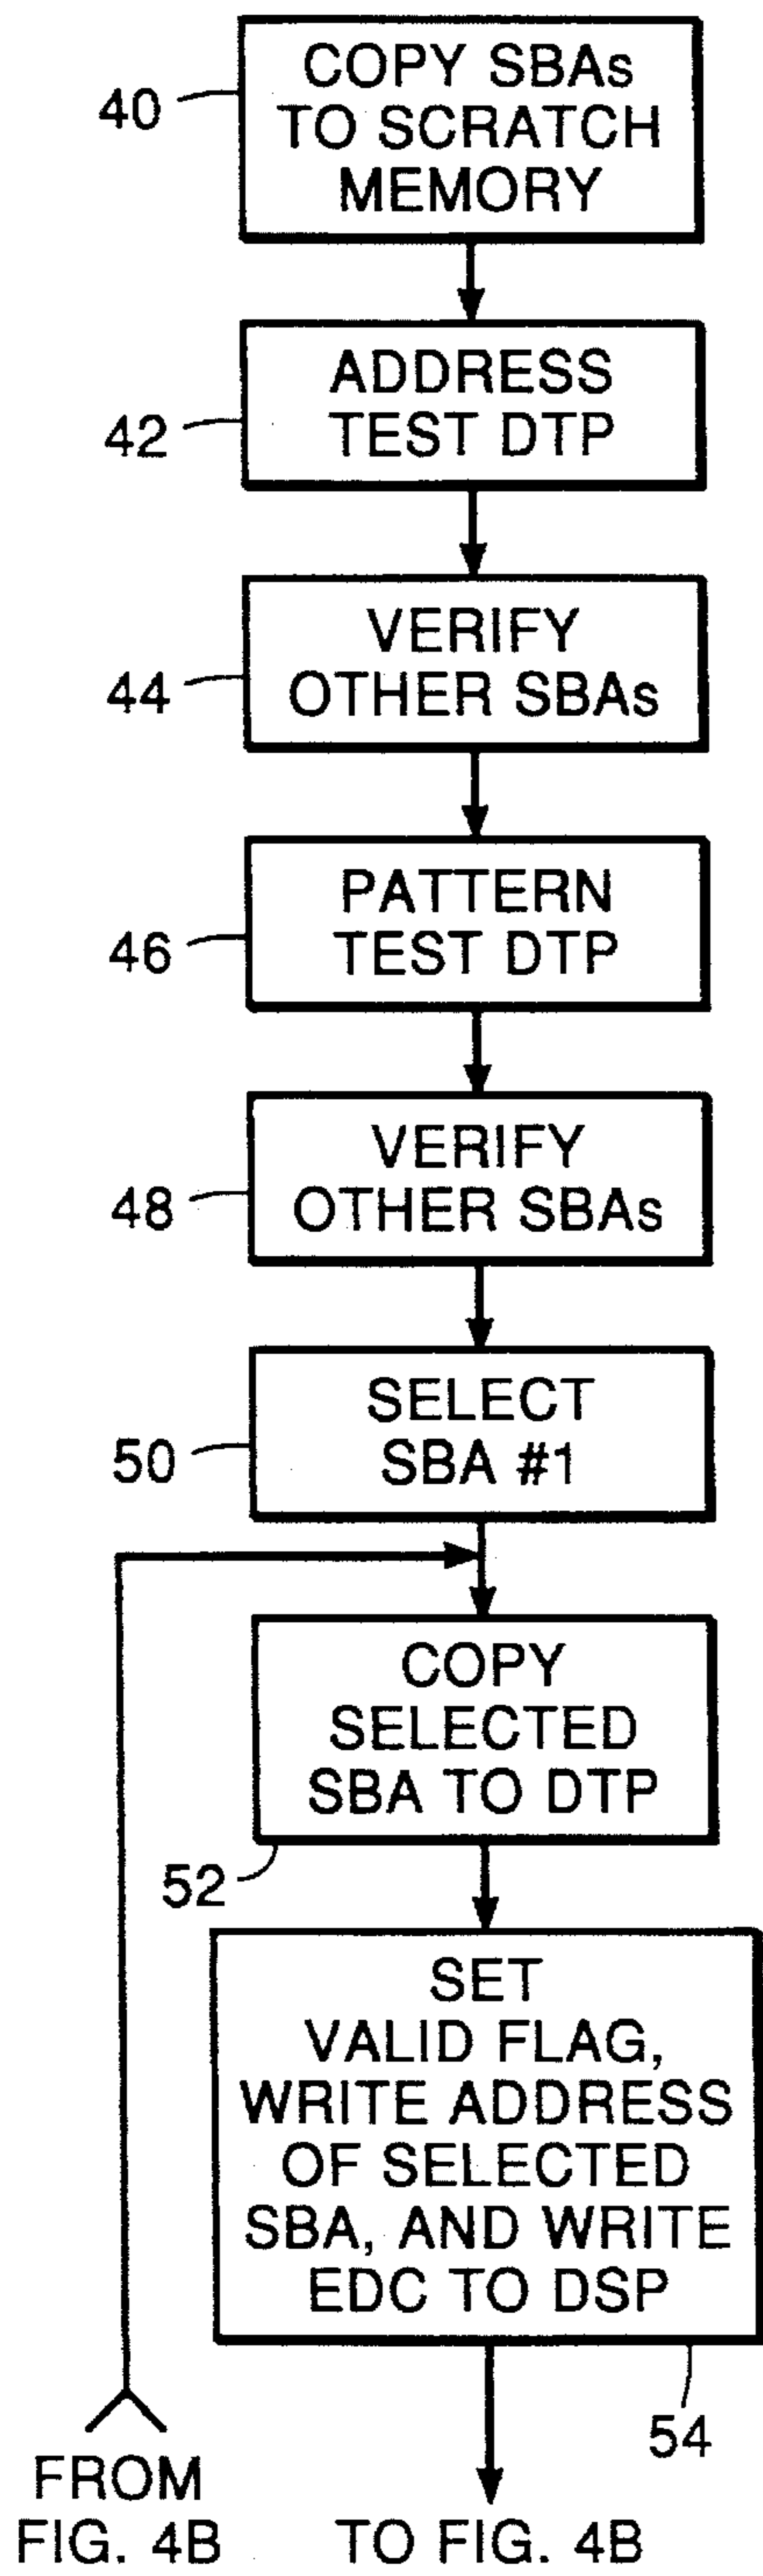 COPY SBAs
TO SCRATCH
MEMORY
40
ADDRESS
TEST DTP
42
VERIFY
OTHER SBAs
44
PATTERN
TEST DTP
46
VERIFY
OTHER SBAs
48
SELECT
SBA #1
50
COPY
SELECTED
SBA TO DTP
52
SET
VALID FLAG,
WRITE ADDRESS
OF SELECTED
SBA, AND WRITE
EDC TO DSP
54
FROM
FIG. 4B
TO FIG. 4B